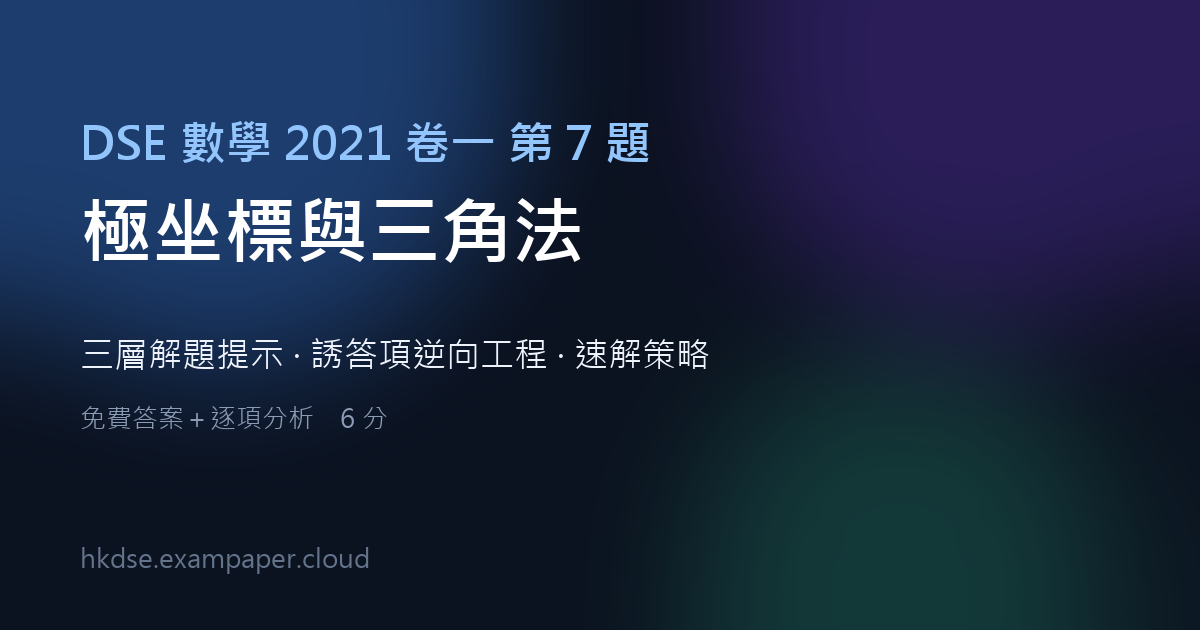 DSE 數學 2021 卷一 第 7 題
極坐標與三角法
三層解題提示 · 誘答項逆向工程 · 速解策略
免費答案 + 逐項分析 6 分
hkdse.exampaper.cloud